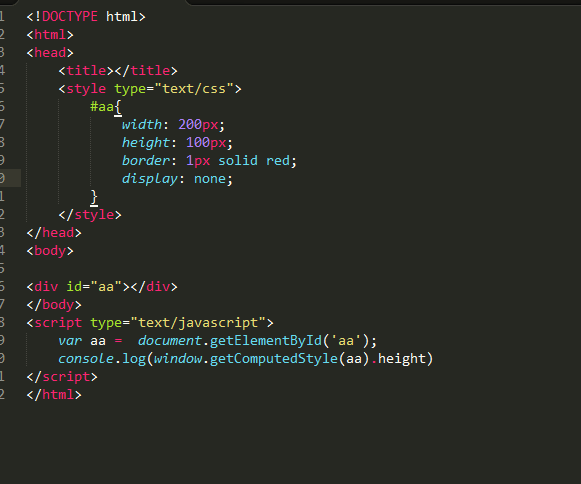 1 <!DOCTYPE html>
2 <html>
3 <head>
4 <title></title>
5 <style type="text/css">
6 #aa{
7 width: 200px;
8 height: 100px;
9 border: 1px solid red;
0 display: none;
1 }
2 </style>
3 </head>
4 <body>
5
6 <div id="aa"></div>
7 </body>
8 <script type="text/javascript">
9 var aa =  document.getElementById('aa');
0 console.log(window.getComputedStyle(aa).height)
1 </script>
2 </html>